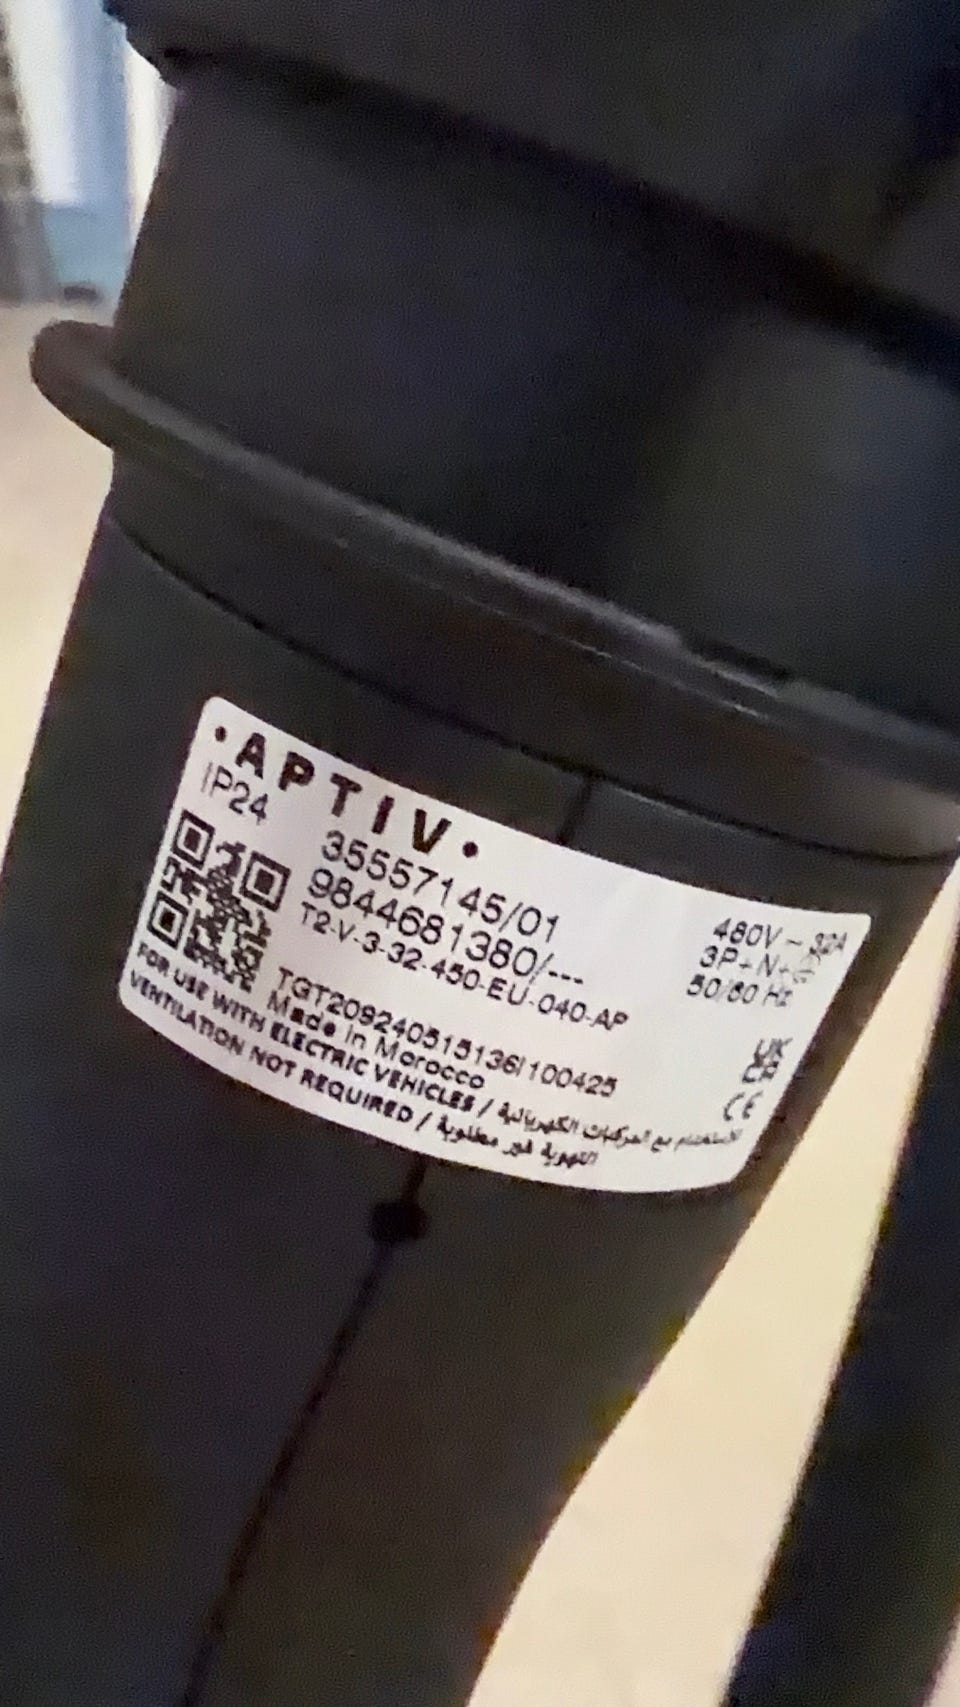 • A P T I V •
IP24
35557145/01
9844681380/---
T2-V-3-32-450-EU-040-AP
480V ~ 32A
3P+N+⏚
50/60 Hz
TGT209240515136I100425
Made in Morocco
UK
CA
CE
FOR USE WITH ELECTRIC VEHICLES / للاستخدام مع المركبات الكهربائية
VENTILATION NOT REQUIRED / التهوية غير مطلوبة